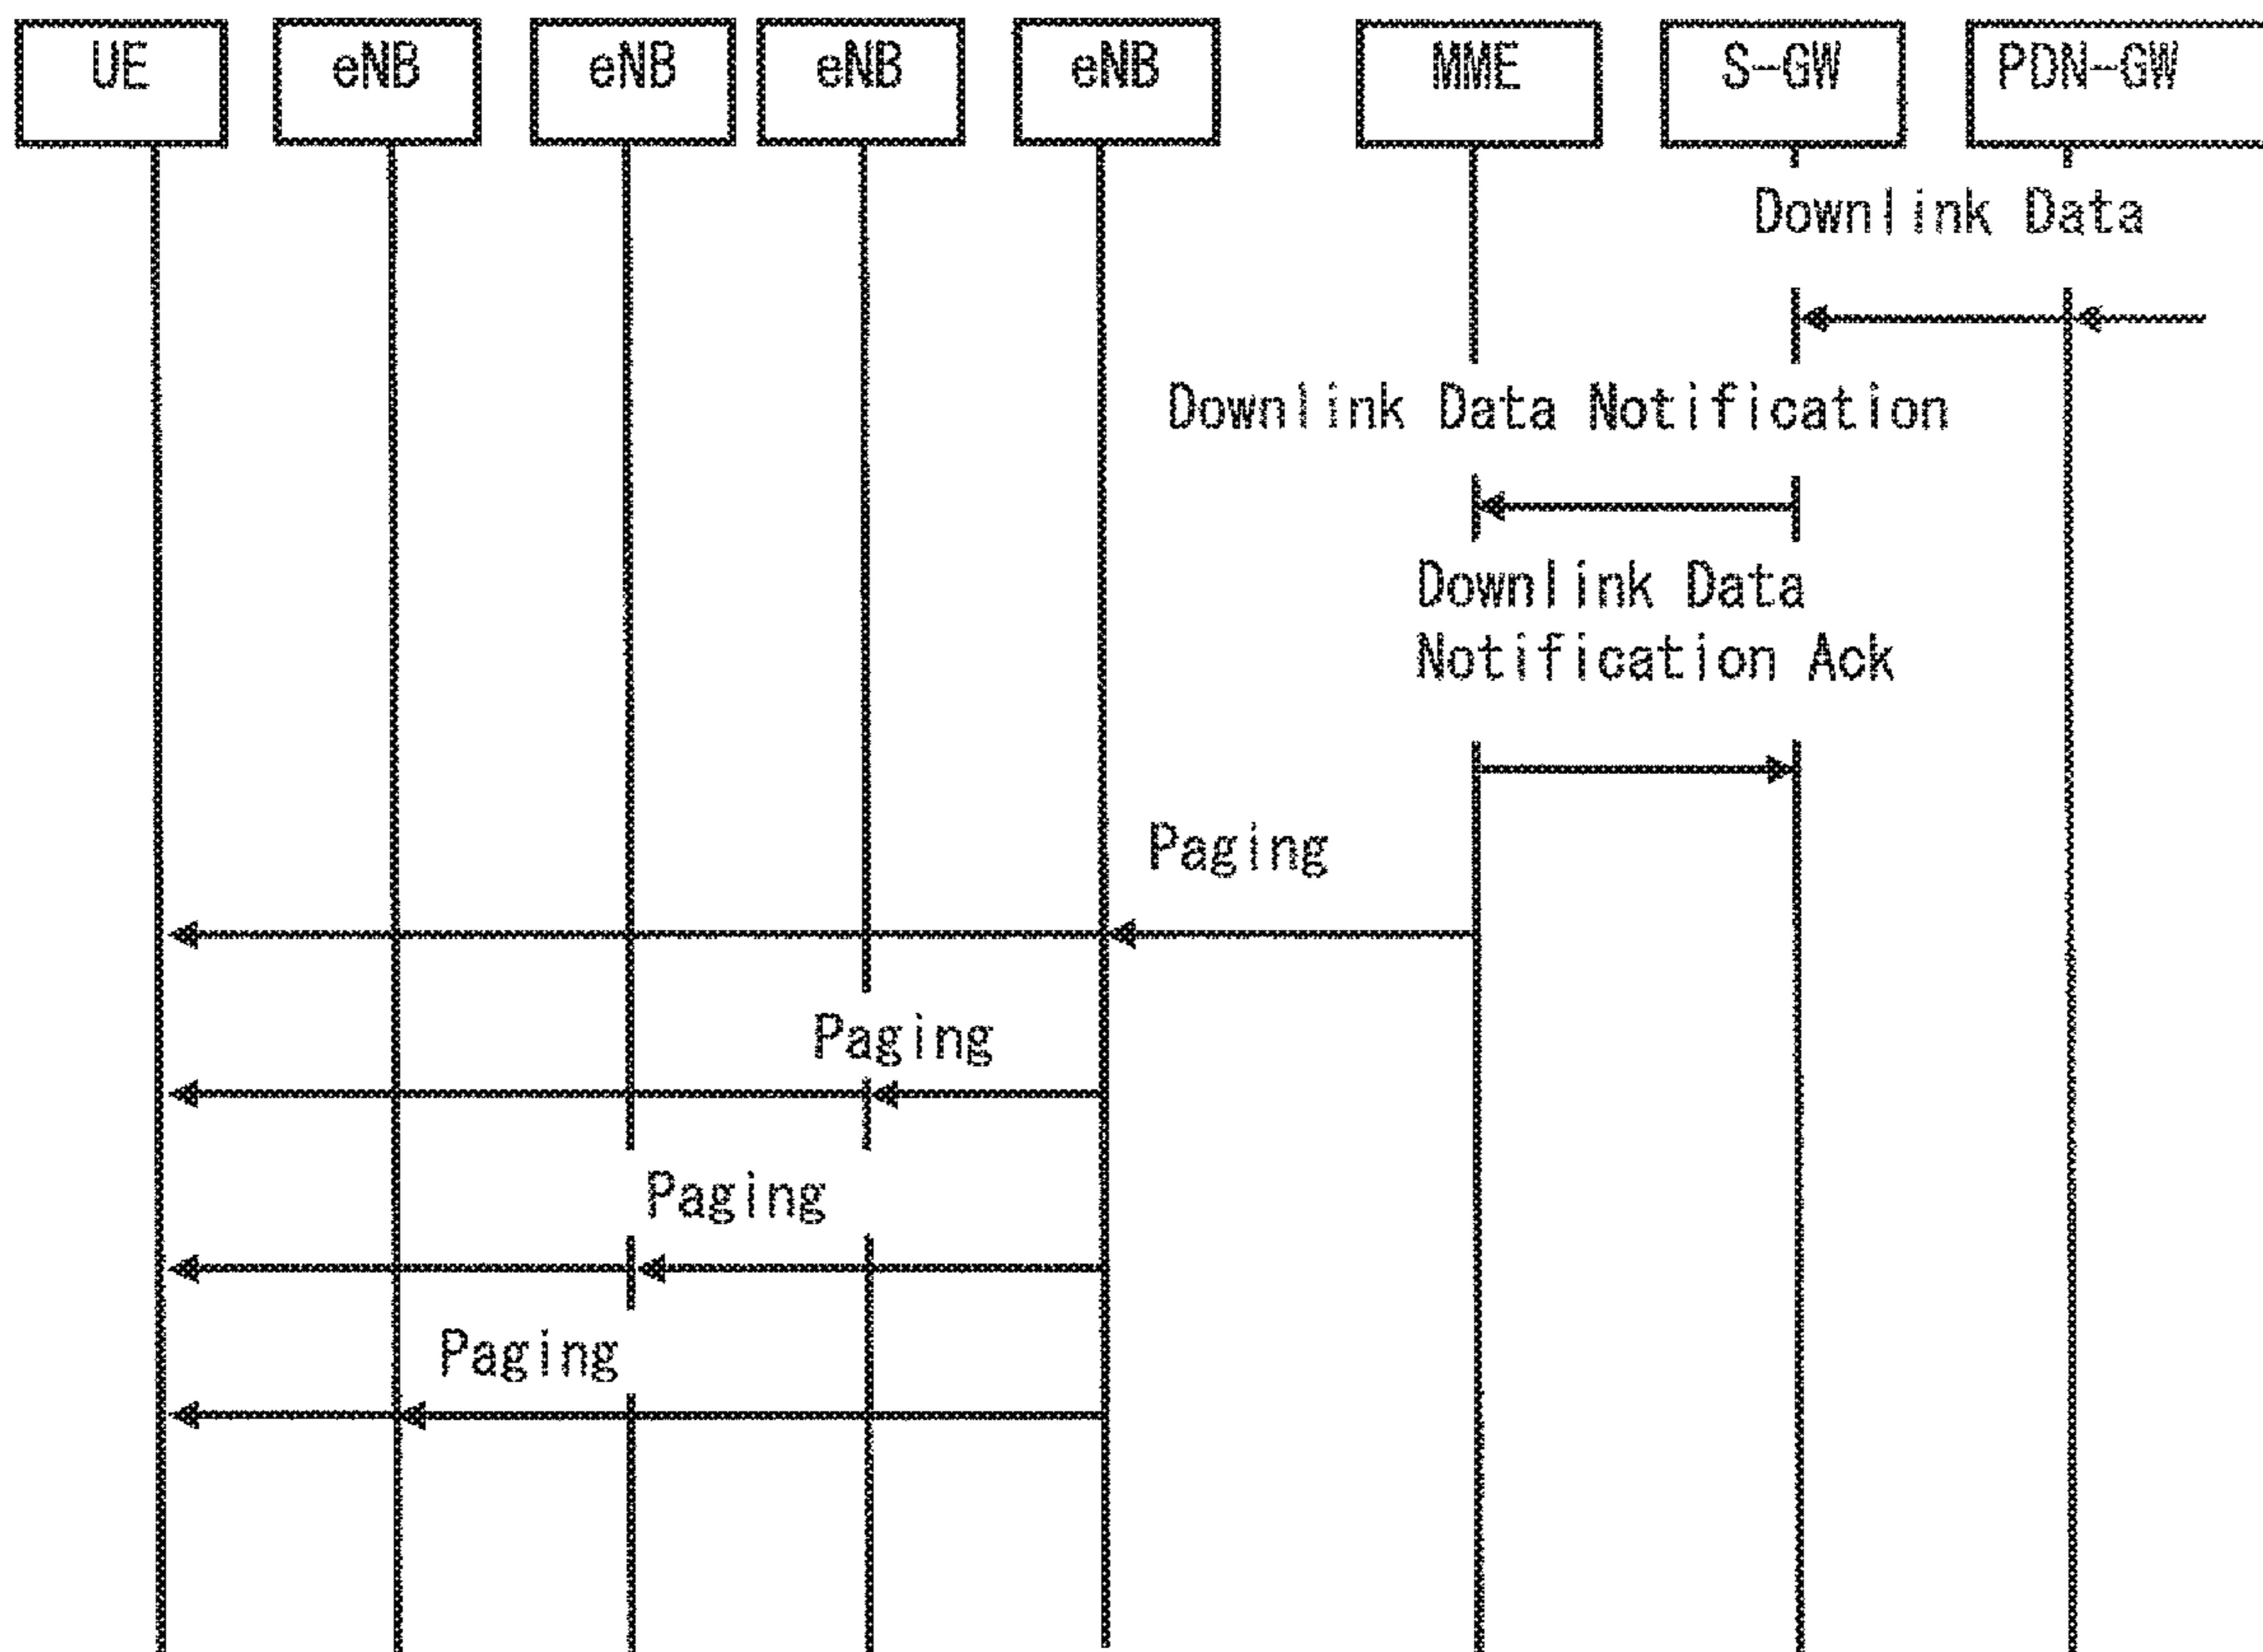 UE
eNB
eNB
eNB
eNB
MME
S-GW
PDN-GW
Downlink Data
Downlink Data Notification
Downlink Data
Notification Ack
Paging
Paging
Paging
Paging